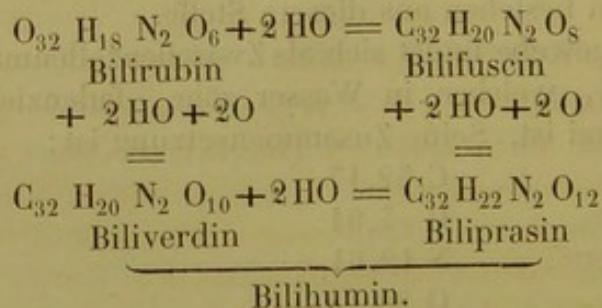 O₃₂ H₁₈ N₂ O₆ + 2 HO = C₃₂ H₂₀ N₂ O₈
Bilirubin Bilifuscin
+ 2 HO + 2O + 2 HO + 2 O
= =
C₃₂ H₂₀ N₂ O₁₀ + 2 HO = C₃₂ H₂₂ N₂ O₁₂
Biliverdin Biliprasin
Bilihumin.